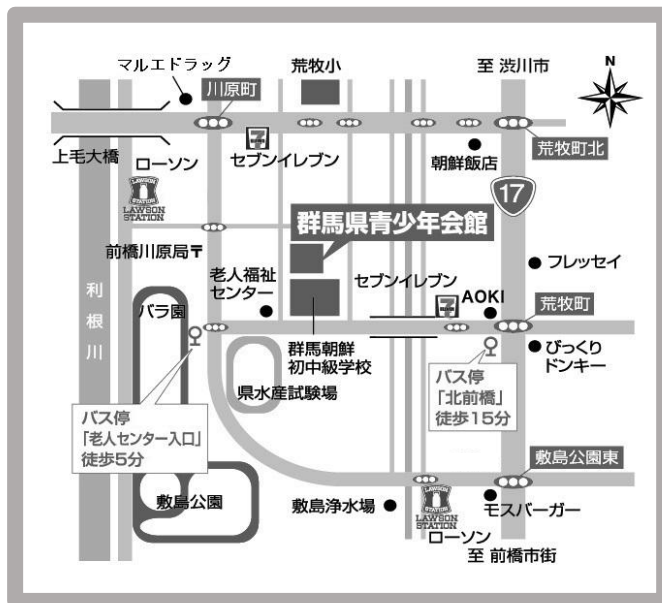 マルエドラッグ
荒牧小
至 渋川市
N
川原町
上毛大橋
ローソン
LAWSON
STATION
セブンイレブン
朝鮮飯店
荒牧町北
17
群馬県青少年会館
前橋川原局〒
老人福祉
センター
セブンイレブン
フレッセイ
AOKI
荒牧町
利根川
バラ園
群馬朝鮮
初中級学校
びっくり
ドンキー
県水産試験場
バス停
「北前橋」
徒歩15分
バス停
「老人センター入口」
徒歩5分
敷島公園東
敷島公園
敷島浄水場
LAWSON
STATION
ローソン
モスバーガー
至 前橋市街